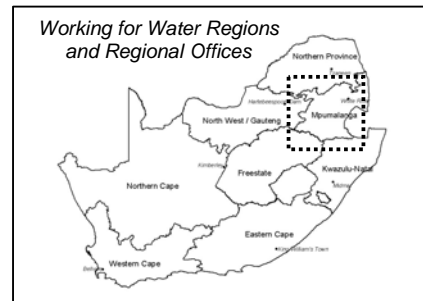 Working for Water Regions
and Regional Offices
Northern Province
North West / Gauteng
Mpumalanga
Kimberley
Freestate
Kwazulu-Natal
Northern Cape
Eastern Cape
King William's Town
Western Cape